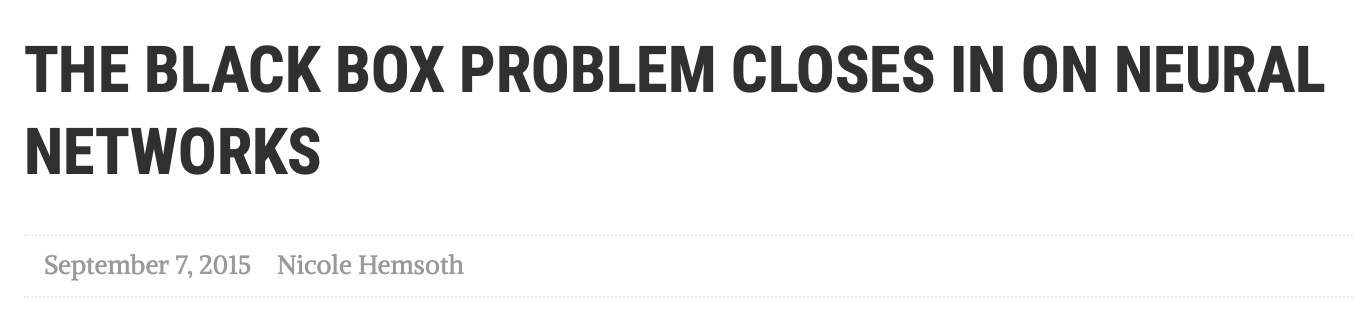 THE BLACK BOX PROBLEM CLOSES IN ON NEURAL
NETWORKS
September 7, 2015 Nicole Hemsoth